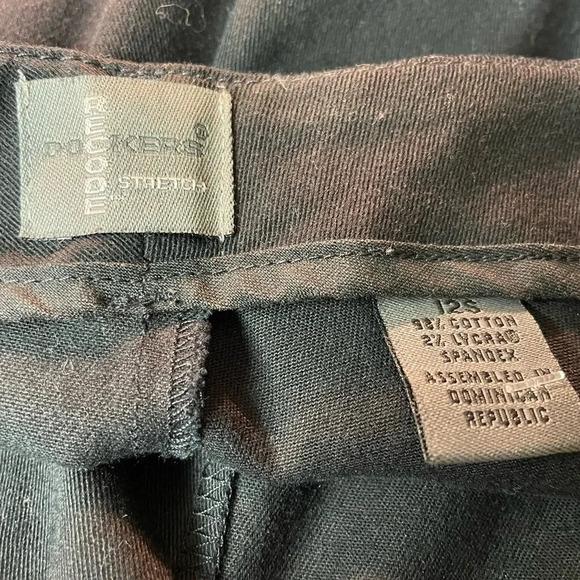 DOCKERS®
RECODE
STRETCH
12S
98% COTTON
2% LYCRA®
SPANDEX
ASSEMBLED IN
DOMINICAN
REPUBLIC